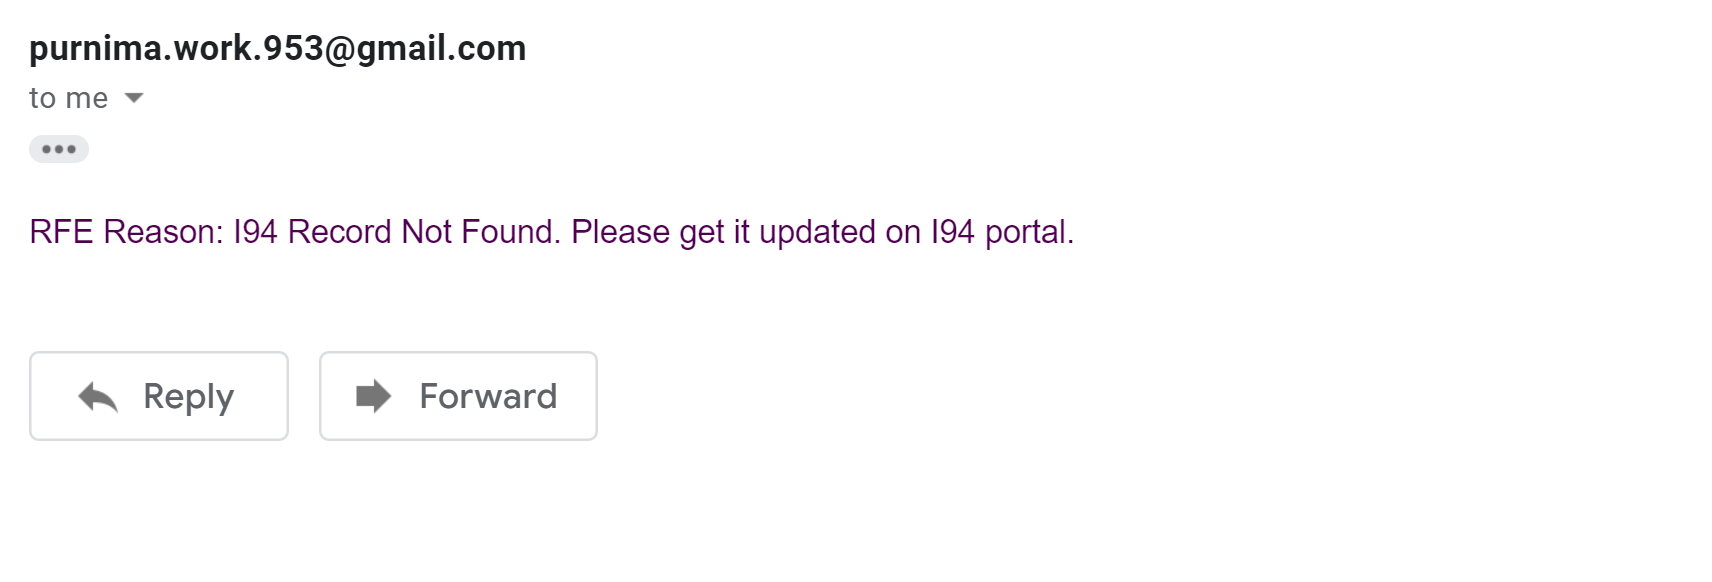 purnima.work.953@gmail.com
to me
RFE Reason: I94 Record Not Found. Please get it updated on I94 portal.
Reply
Forward